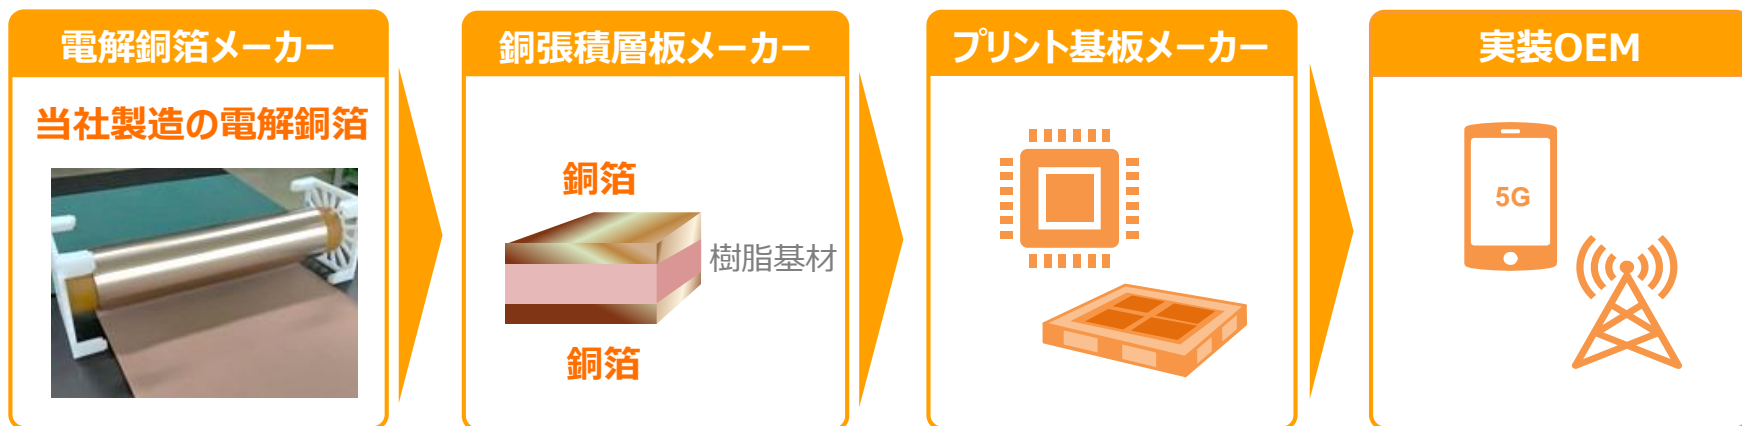 電解銅箔メーカー
当社製造の電解銅箔
銅張積層板メーカー
銅箔
樹脂基材
銅箔
プリント基板メーカー
実装OEM
5G